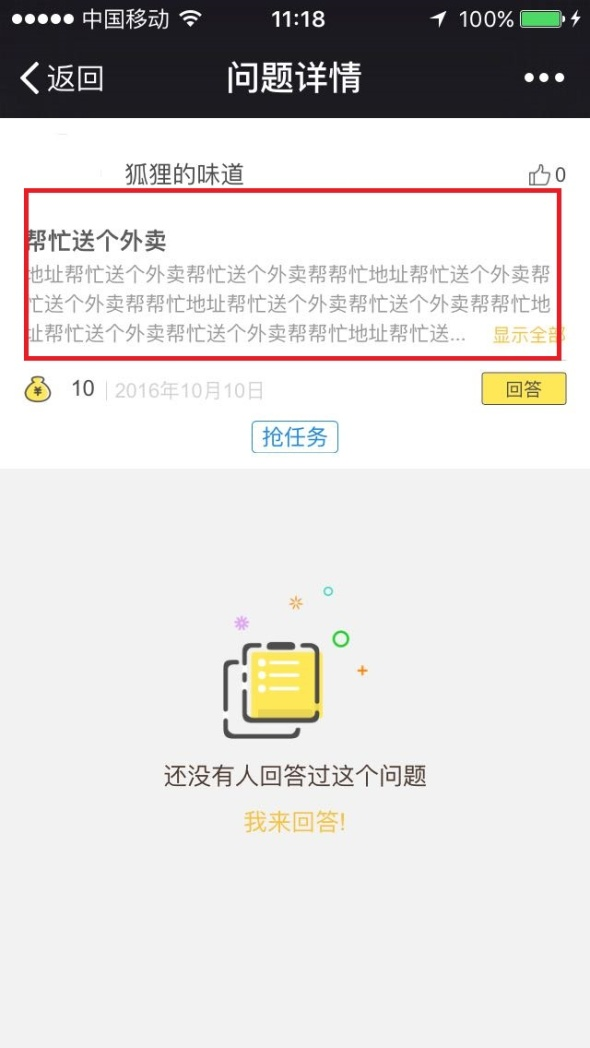 中国移动 11:18 100%
返回 问题详情
狐狸的味道 0
帮忙送个外卖
地址帮忙送个外卖帮忙送个外卖帮帮忙地址帮忙送个外卖帮
忙送个外卖帮帮忙地址帮忙送个外卖帮忙送个外卖帮帮忙地
址帮忙送个外卖帮忙送个外卖帮帮忙地址帮忙送... 显示全部
¥ 10 2016年10月10日 回答
抢任务
还没有人回答过这个问题
我来回答!